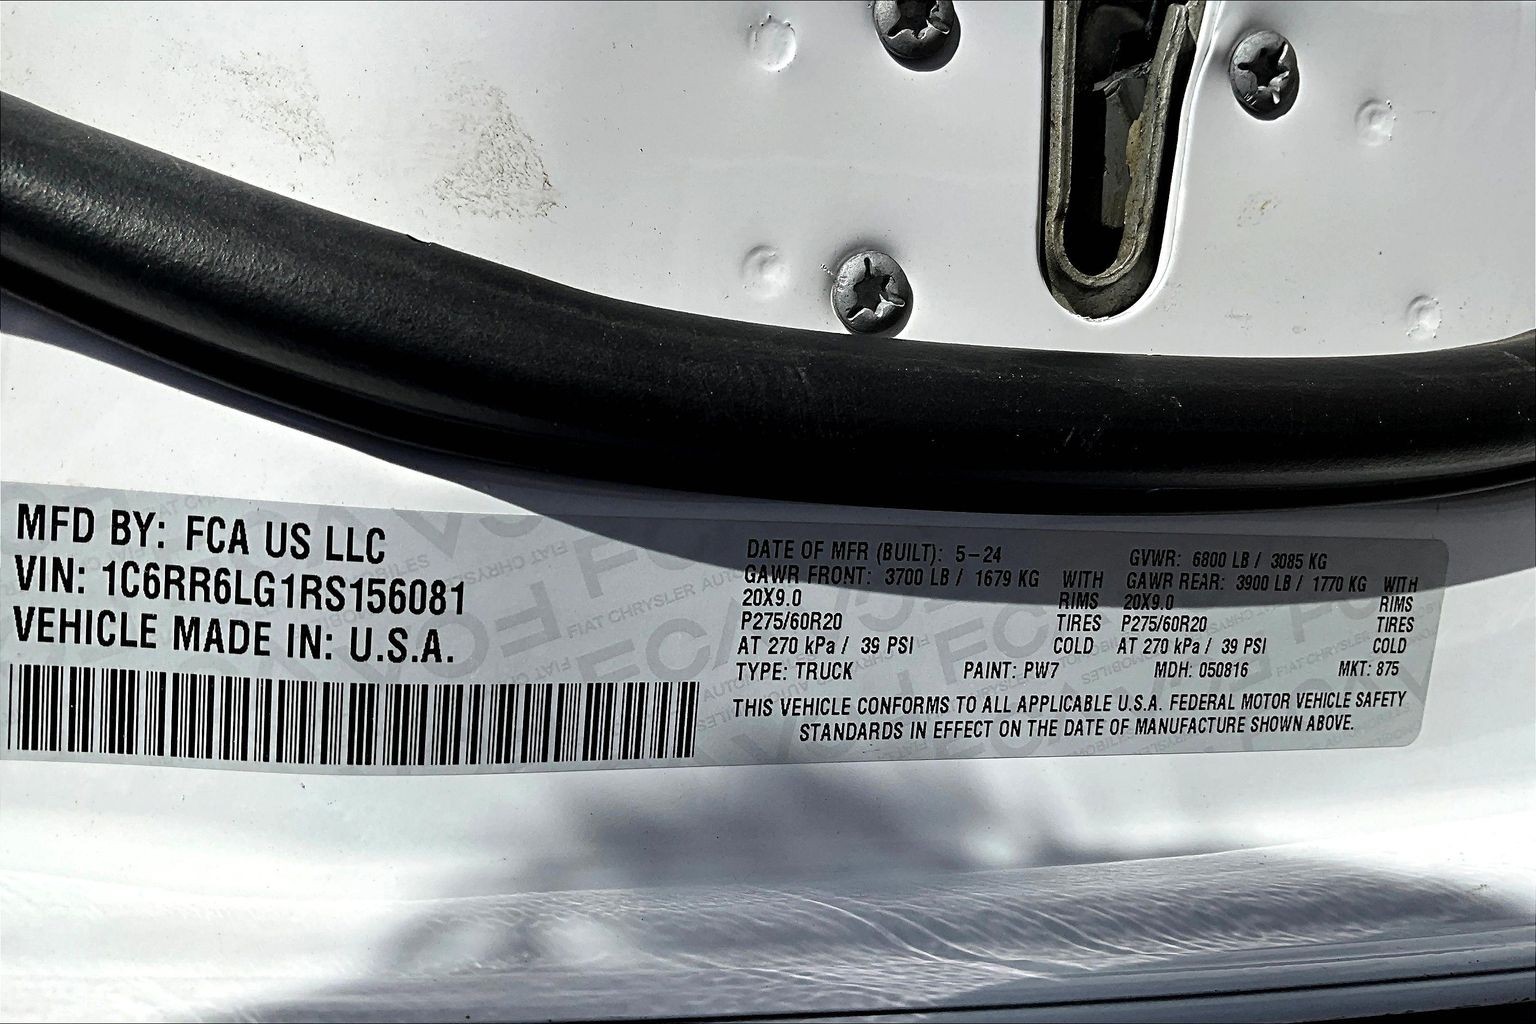 MFD BY: FCA US LLC
VIN: 1C6RR6LG1RS156081
VEHICLE MADE IN: U.S.A.
DATE OF MFR (BUILT): 5-24 GVWR: 6800 LB / 3085 KG
GAWR FRONT: 3700 LB / 1679 KG WITH GAWR REAR: 3900 LB / 1770 KG WITH
20X9.0 RIMS 20X9.0 RIMS
P275/60R20 TIRES P275/60R20 TIRES
AT 270 kPa / 39 PSI COLD AT 270 kPa / 39 PSI COLD
TYPE: TRUCK PAINT: PW7 MDH: 050816 MKT: 875
THIS VEHICLE CONFORMS TO ALL APPLICABLE U.S.A. FEDERAL MOTOR VEHICLE SAFETY
STANDARDS IN EFFECT ON THE DATE OF MANUFACTURE SHOWN ABOVE.